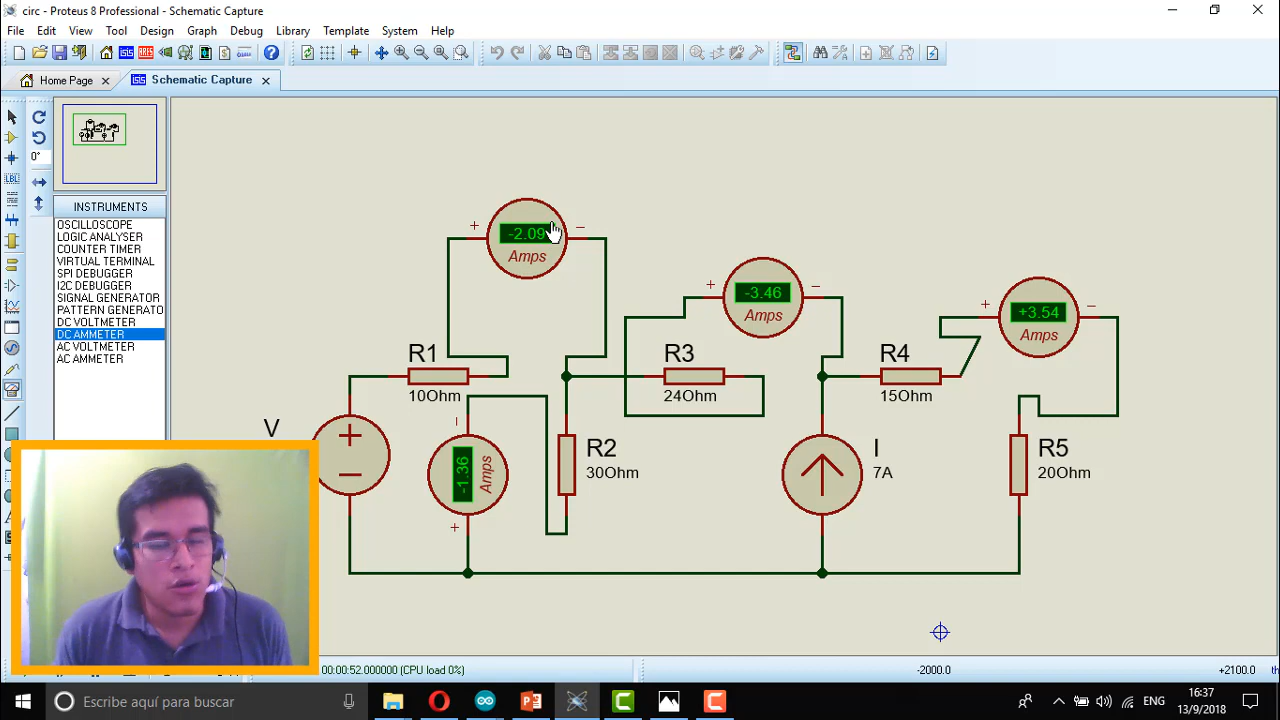 circ - Proteus 8 Professional - Schematic Capture
File Edit View Tool Design Graph Debug Library Template System Help
Home Page × Schematic Capture ×
0°
INSTRUMENTS
OSCILLOSCOPE
LOGIC ANALYSER
COUNTER TIMER
VIRTUAL TERMINAL
SPI DEBUGGER
I2C DEBUGGER
SIGNAL GENERATOR
PATTERN GENERATO
DC VOLTMETER
DC AMMETER
AC VOLTMETER
AC AMMETER
LBL
+ -2.09 −
Amps
+ -3.46 −
Amps
+ +3.54 −
Amps
R1
10Ohm
R3
24Ohm
R4
15Ohm
V
+
−
-1.36
Amps
+
R2
30Ohm
I
7A
R5
20Ohm
00:00:52.000000 (CPU load 0%)
-2000.0
+2100.0
th
Escribe aquí para buscar
ENG
16:37
13/9/2018